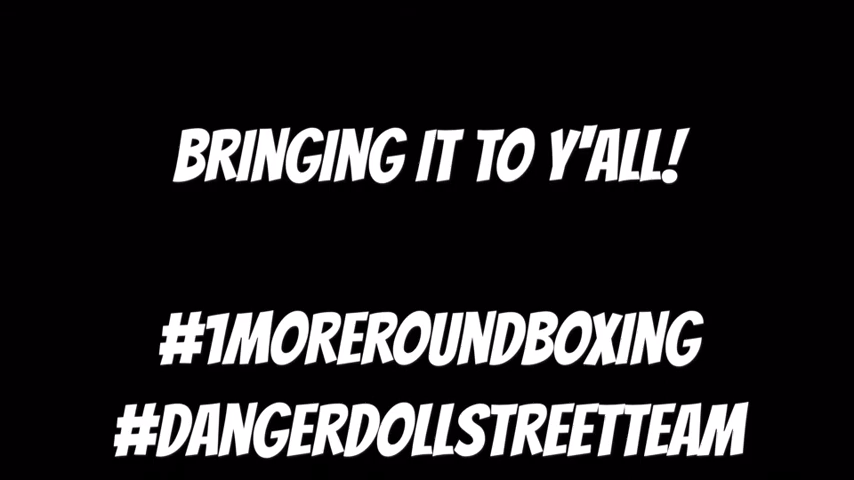 BRINGING IT TO Y'ALL!
#1MOREROUNDBOXING
#DANGERDOLLSTREETTEAM